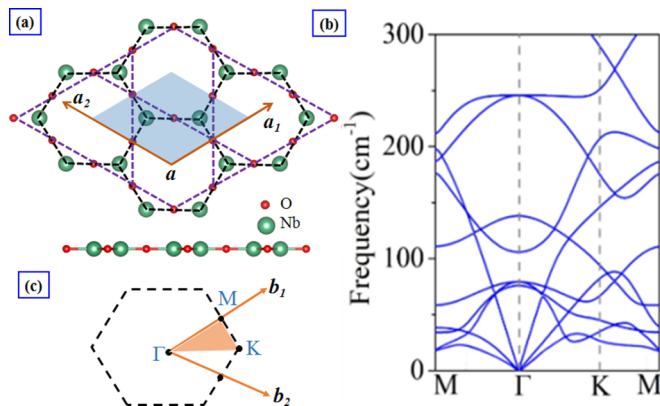 (a)
a2
a1
a
O
Nb
(b)
300
200
100
0
Frequency(cm-1)
M
Γ
K
M
(c)
M
b1
Γ
K
b2